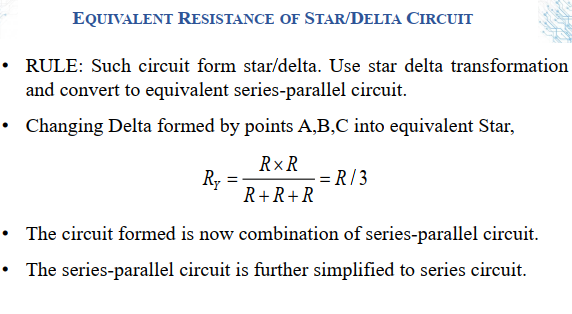 EQUIVALENT RESISTANCE OF STAR/DELTA CIRCUIT
• RULE: Such circuit form star/delta. Use star delta transformation
and convert to equivalent series-parallel circuit.
• Changing Delta formed by points A,B,C into equivalent Star,
R_Y = (R×R)/(R+R+R) = R/3
• The circuit formed is now combination of series-parallel circuit.
• The series-parallel circuit is further simplified to series circuit.